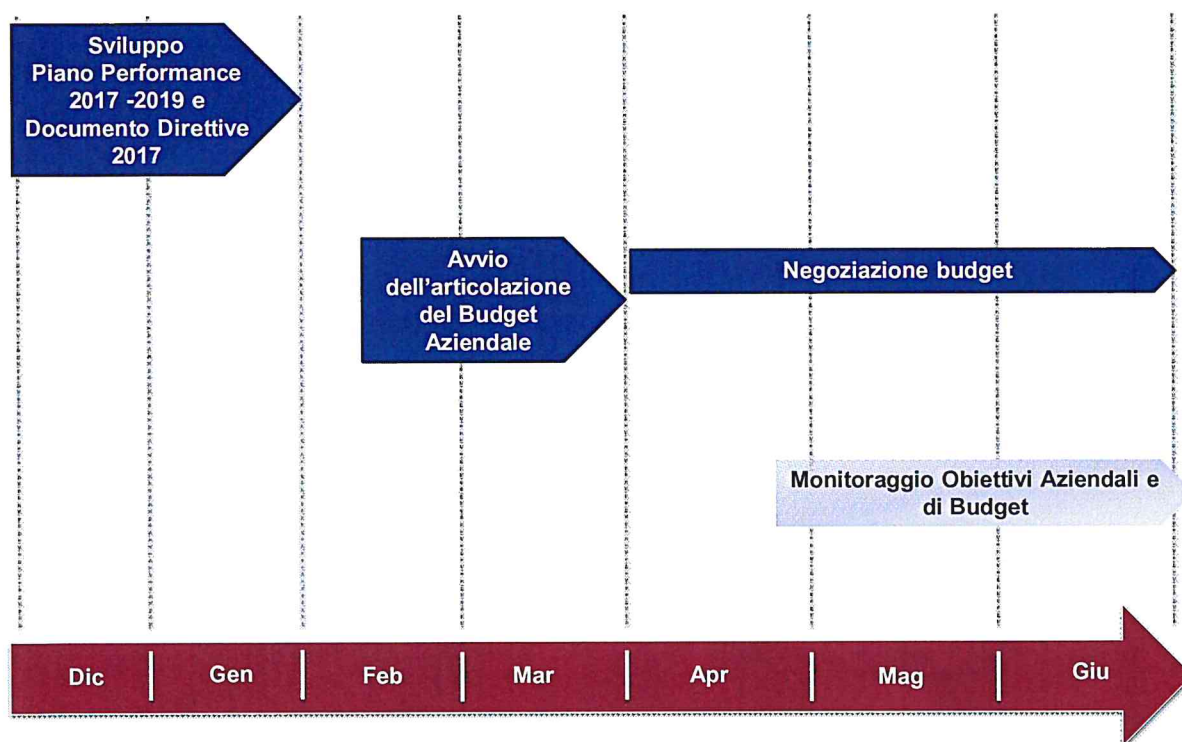 Sviluppo
Piano Performance
2017 -2019 e
Documento Direttive
2017
Avvio
dell'articolazione
del Budget
Aziendale
Negoziazione budget
Monitoraggio Obiettivi Aziendali e
di Budget
Dic
Gen
Feb
Mar
Apr
Mag
Giu